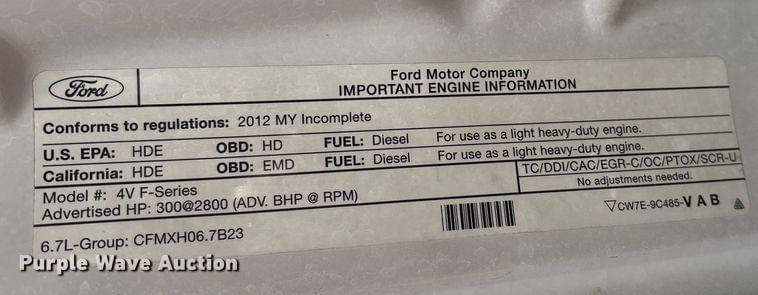 Ford
Ford Motor Company
IMPORTANT ENGINE INFORMATION
Conforms to regulations: 2012 MY Incomplete
U.S. EPA: HDE OBD: HD FUEL: Diesel For use as a light heavy-duty engine.
California: HDE OBD: EMD FUEL: Diesel For use as a light heavy-duty engine.
Model #: 4V F-Series
Advertised HP: 300@2800 (ADV. BHP @ RPM)
TC/DDI/CAC/EGR-C/OC/PTOX/SCR-U
No adjustments needed.
6.7L-Group: CFMXH06.7B23
CW7E-9C485-VAB
Purple Wave Auction